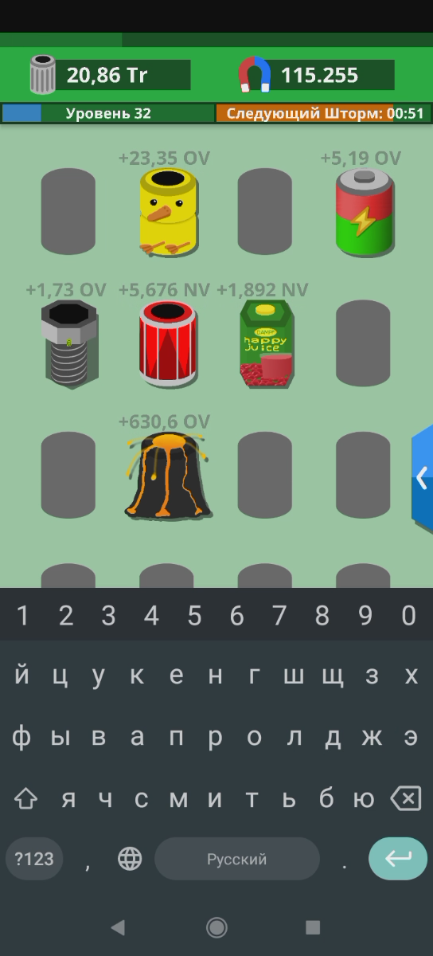 20,86 Tr
115.255
Уровень 32
Следующий Шторм: 00:51
+23,35 OV
+5,19 OV
+1,73 OV
+5,676 NV
+1,892 NV
happy
juice
+630,6 OV
1 2 3 4 5 6 7 8 9 0
й ц у к е н г ш щ з х
ф ы в а п р о л д ж э
я ч с м и т ь б ю
?123 , Русский .